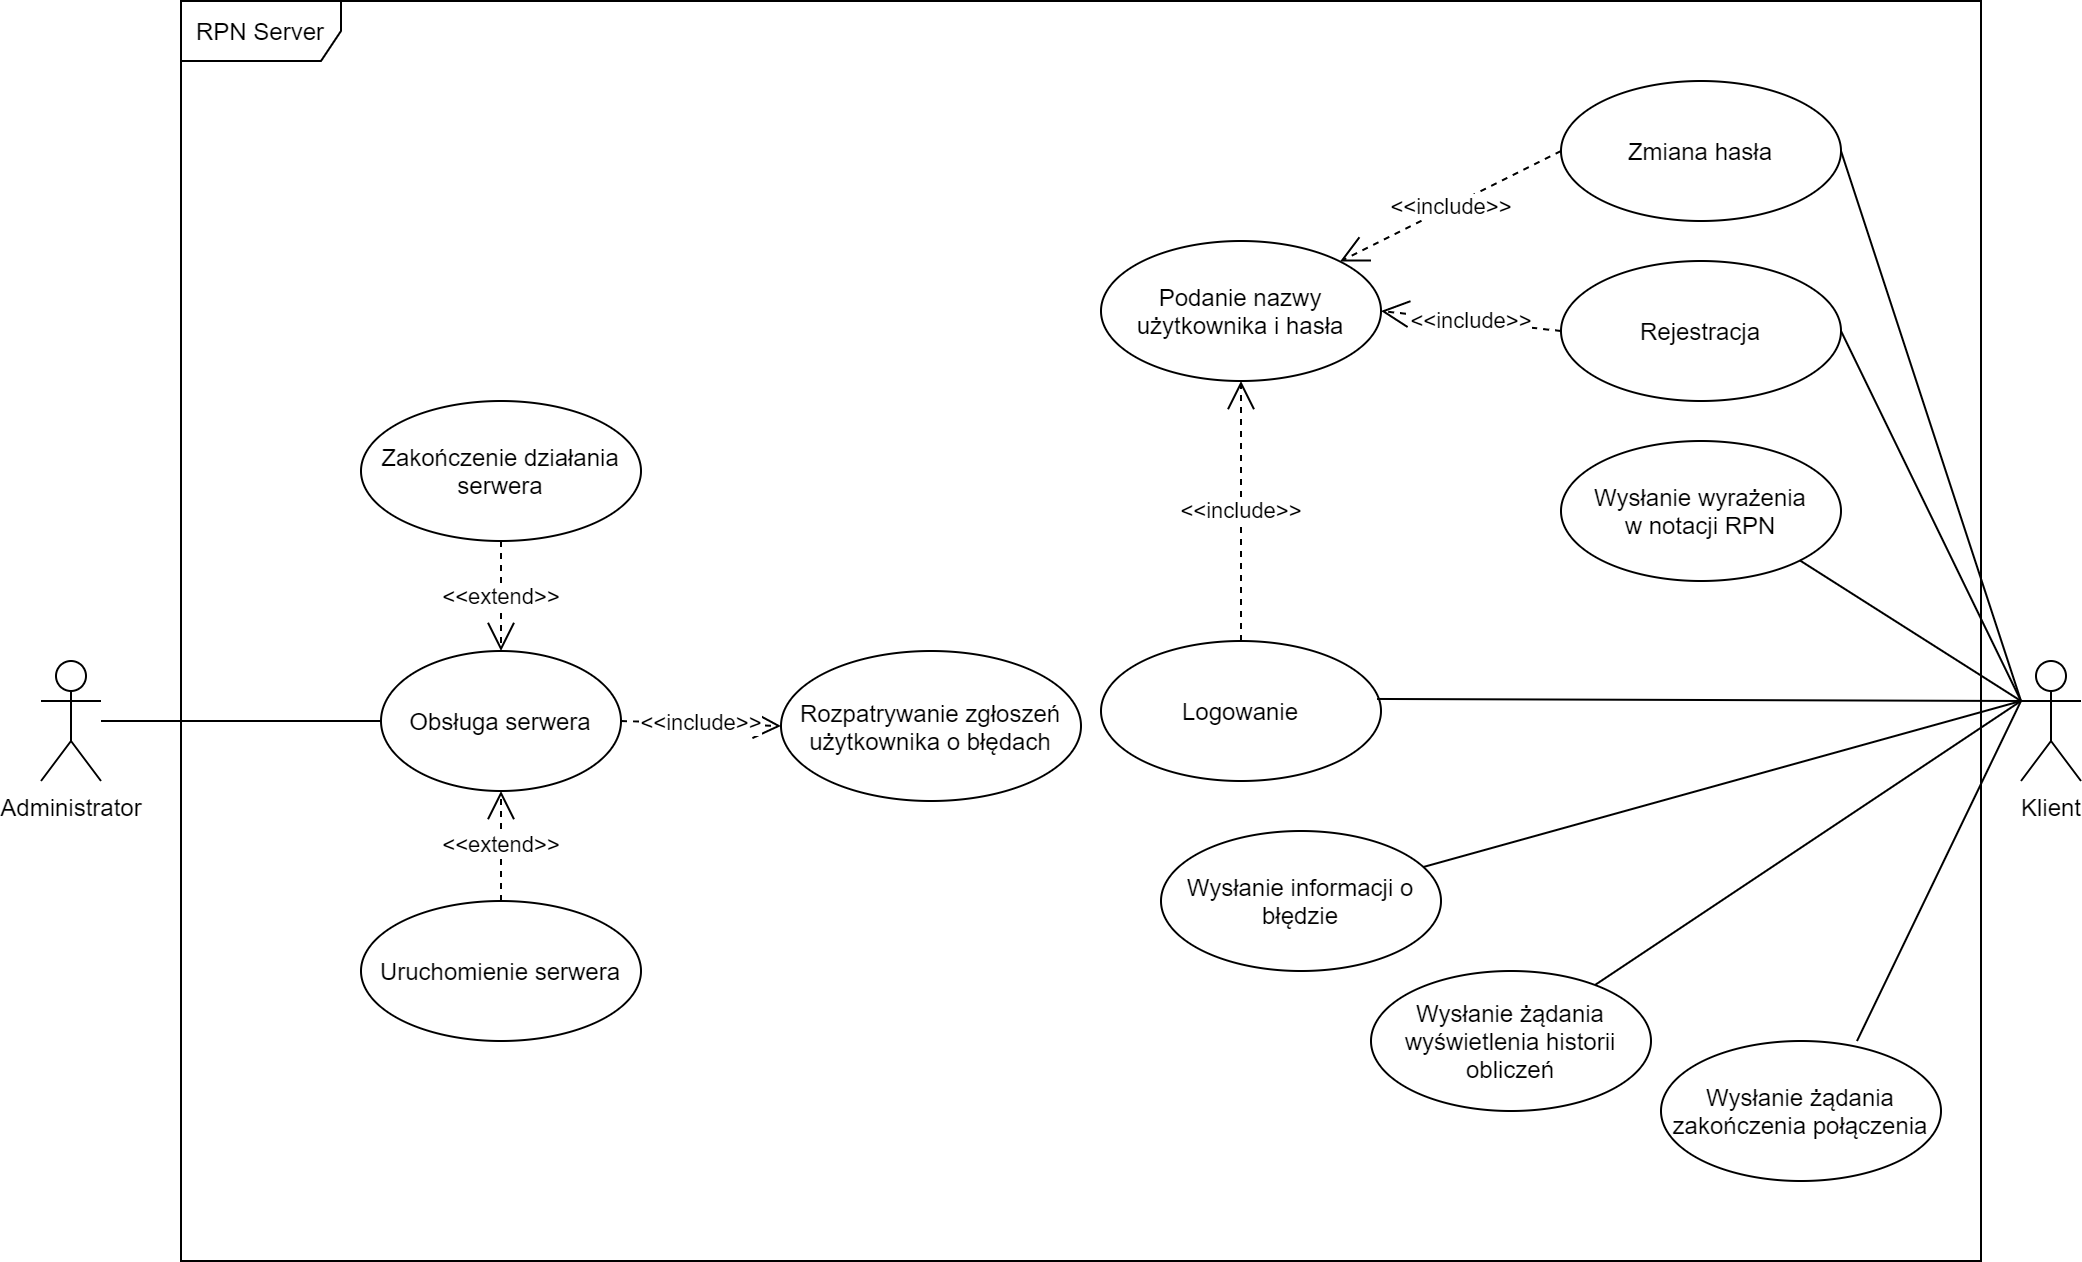 RPN Server
Zmiana hasła
<<include>>
Podanie nazwy
użytkownika i hasła
<<include>>
Rejestracja
Zakończenie działania
serwera
Wysłanie wyrażenia
w notacji RPN
<<include>>
<<extend>>
Administrator
Obsługa serwera
<<include>>
Rozpatrywanie zgłoszeń
użytkownika o błędach
Logowanie
Klient
<<extend>>
Uruchomienie serwera
Wysłanie informacji o
błędzie
Wysłanie żądania
wyświetlenia historii
obliczeń
Wysłanie żądania
zakończenia połączenia